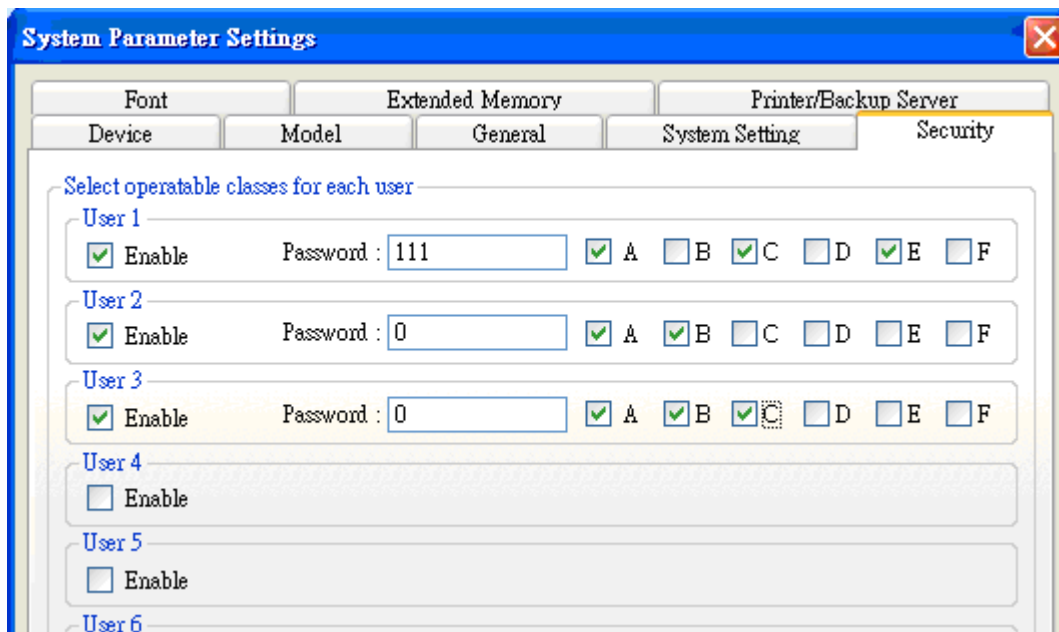 System Parameter Settings
Font Extended Memory Printer/Backup Server
Device Model General System Setting Security
Select operatable classes for each user
User 1
Enable Password : 111 A B C D E F
User 2
Enable Password : 0 A B C D E F
User 3
Enable Password : 0 A B C D E F
User 4
Enable
User 5
Enable
User 6